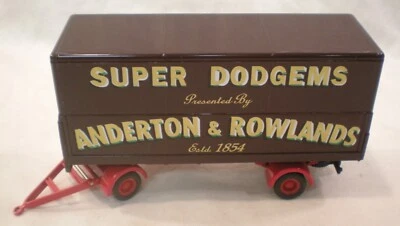 SUPER DODGEMS
Presented By
ANDERTON & ROWLANDS
Estd. 1854